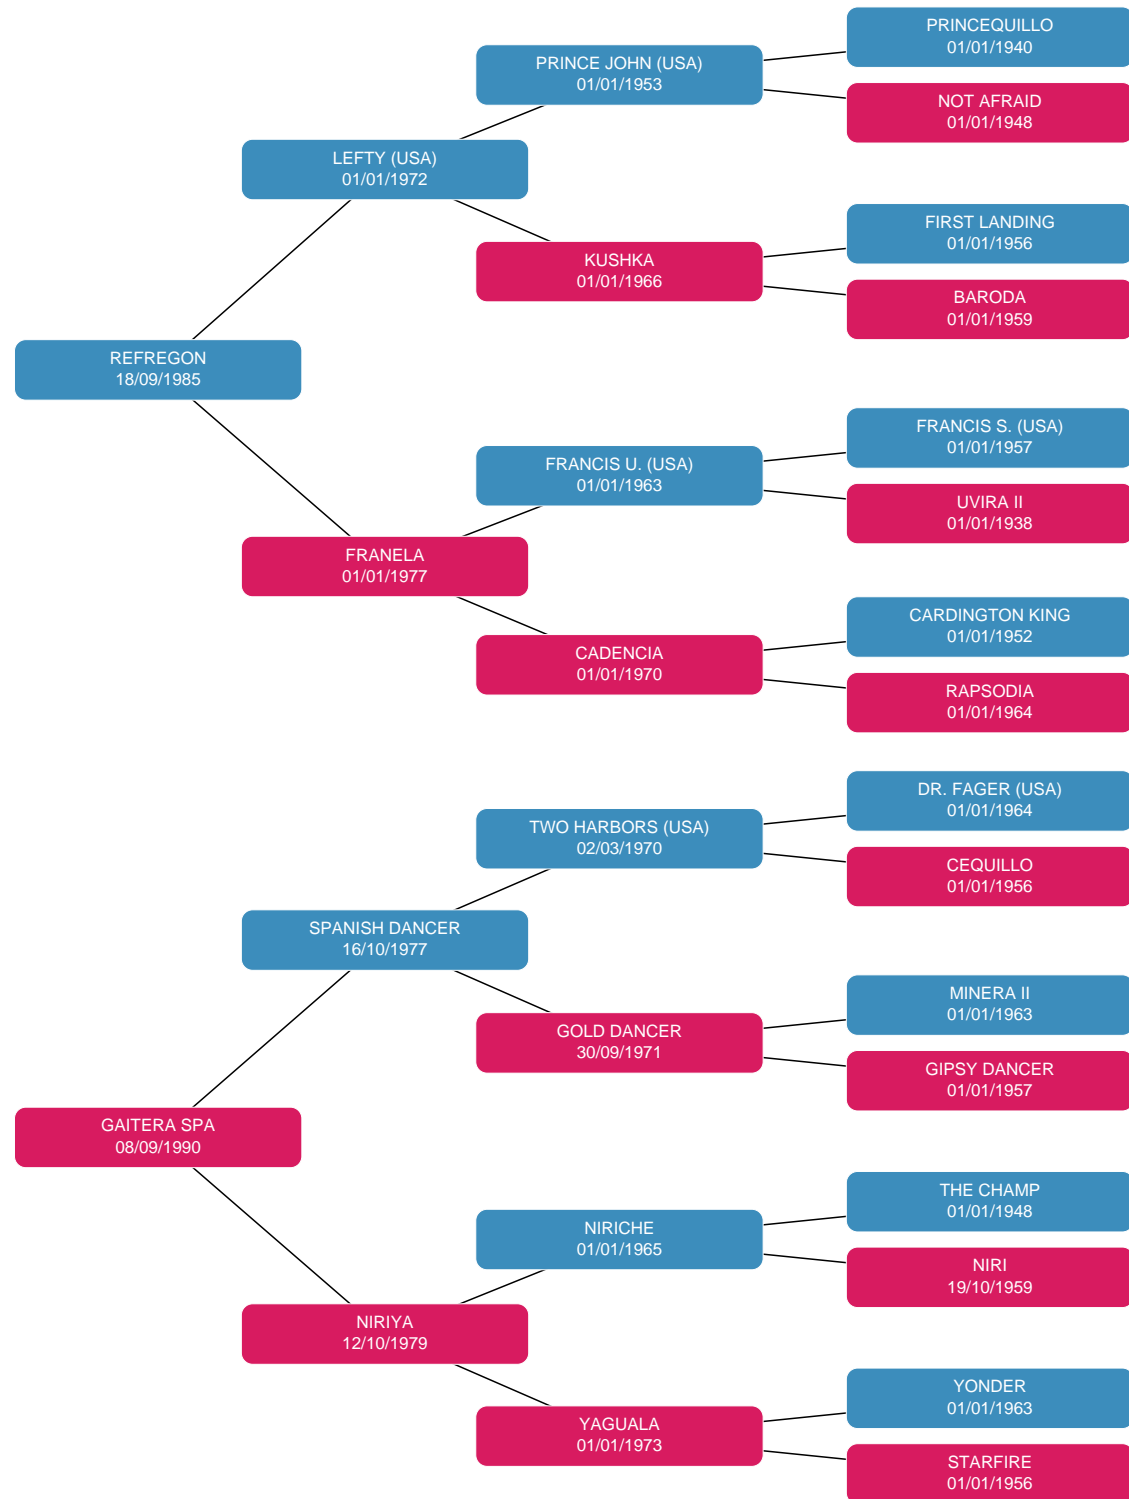 PRINCEQUILLO
01/01/1940
PRINCE JOHN (USA)
01/01/1953
NOT AFRAID
01/01/1948
LEFTY (USA)
01/01/1972
FIRST LANDING
01/01/1956
KUSHKA
01/01/1966
BARODA
01/01/1959
REFREGON
18/09/1985
FRANCIS S. (USA)
01/01/1957
FRANCIS U. (USA)
01/01/1963
UVIRA II
01/01/1938
FRANELA
01/01/1977
CARDINGTON KING
01/01/1952
CADENCIA
01/01/1970
RAPSODIA
01/01/1964
DR. FAGER (USA)
01/01/1964
TWO HARBORS (USA)
02/03/1970
CEQUILLO
01/01/1956
SPANISH DANCER
16/10/1977
MINERA II
01/01/1963
GOLD DANCER
30/09/1971
GIPSY DANCER
01/01/1957
GAITERA SPA
08/09/1990
THE CHAMP
01/01/1948
NIRICHE
01/01/1965
NIRI
19/10/1959
NIRIYA
12/10/1979
YONDER
01/01/1963
YAGUALA
01/01/1973
STARFIRE
01/01/1956